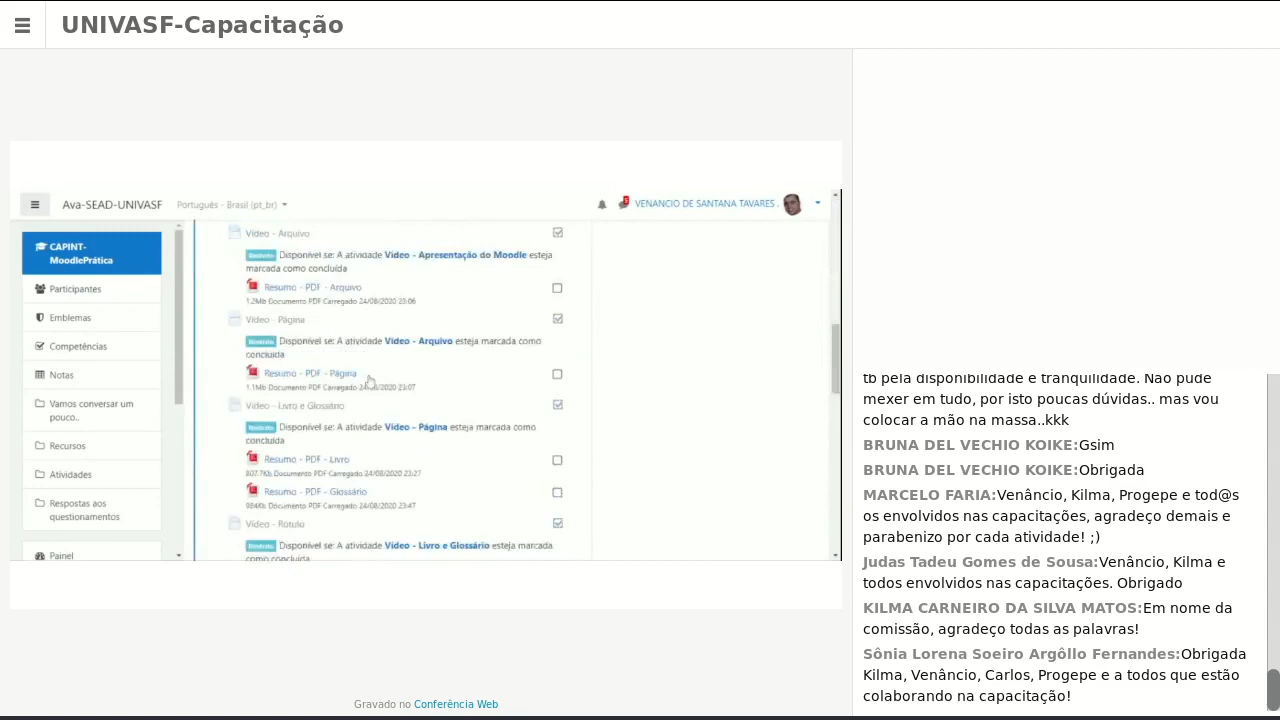 UNIVASF-Capacitação
Ava-SEAD-UNIVASF
Português - Brasil (pt_br)
VENANCIO DE SANTANA TAVARES .
CAPINT-
MoodlePrática
Participantes
Emblemas
Competências
Notas
Vamos conversar um
pouco..
Recursos
Atividades
Respostas aos
questionamentos
Painel
Vídeo - Arquivo
Restrito Disponível se: A atividade Vídeo - Apresentação do Moodle esteja
marcada como concluída
Resumo - PDF - Arquivo
1.2Mb Documento PDF Carregado 24/08/2020 23:06
Vídeo - Página
Restrito Disponível se: A atividade Vídeo - Arquivo esteja marcada como
concluída
Resumo - PDF - Página
1.1Mb Documento PDF Carregado 24/08/2020 23:07
Vídeo - Livro e Glossário
Restrito Disponível se: A atividade Vídeo - Página esteja marcada como
concluída
Resumo - PDF - Livro
807.7Kb Documento PDF Carregado 24/08/2020 23:27
Resumo - PDF - Glossário
984Kb Documento PDF Carregado 24/08/2020 23:47
Vídeo - Rótulo
Restrito Disponível se: A atividade Vídeo - Livro e Glossário esteja marcada
como concluída
tb pela disponibilidade e tranquilidade. Não pude
mexer em tudo, por isto poucas dúvidas.. mas vou
colocar a mão na massa..kkk
BRUNA DEL VECHIO KOIKE:Gsim
BRUNA DEL VECHIO KOIKE:Obrigada
MARCELO FARIA:Venâncio, Kilma, Progepe e tod@s
os envolvidos nas capacitações, agradeço demais e
parabenizo por cada atividade! ;)
Judas Tadeu Gomes de Sousa:Venâncio, Kilma e
todos envolvidos nas capacitações. Obrigado
KILMA CARNEIRO DA SILVA MATOS:Em nome da
comissão, agradeço todas as palavras!
Sônia Lorena Soeiro Argôllo Fernandes:Obrigada
Kilma, Venâncio, Carlos, Progepe e a todos que estão
colaborando na capacitação!
Gravado no Conferência Web